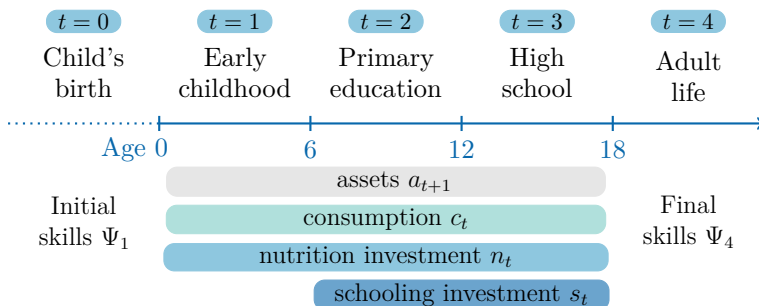 t = 0 t = 1 t = 2 t = 3 t = 4
Child's Early Primary High Adult
birth childhood education school life
Age 0 6 12 18
assets a_{t+1}
Initial consumption c_t Final
skills Ψ_1 nutrition investment n_t skills Ψ_4
schooling investment s_t